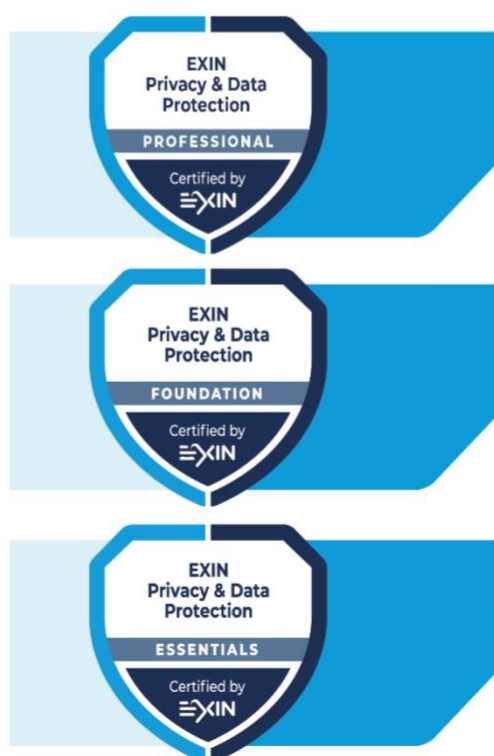 EXIN
Privacy & Data
Protection
PROFESSIONAL
Certified by
EXIN
EXIN
Privacy & Data
Protection
FOUNDATION
Certified by
EXIN
EXIN
Privacy & Data
Protection
ESSENTIALS
Certified by
EXIN